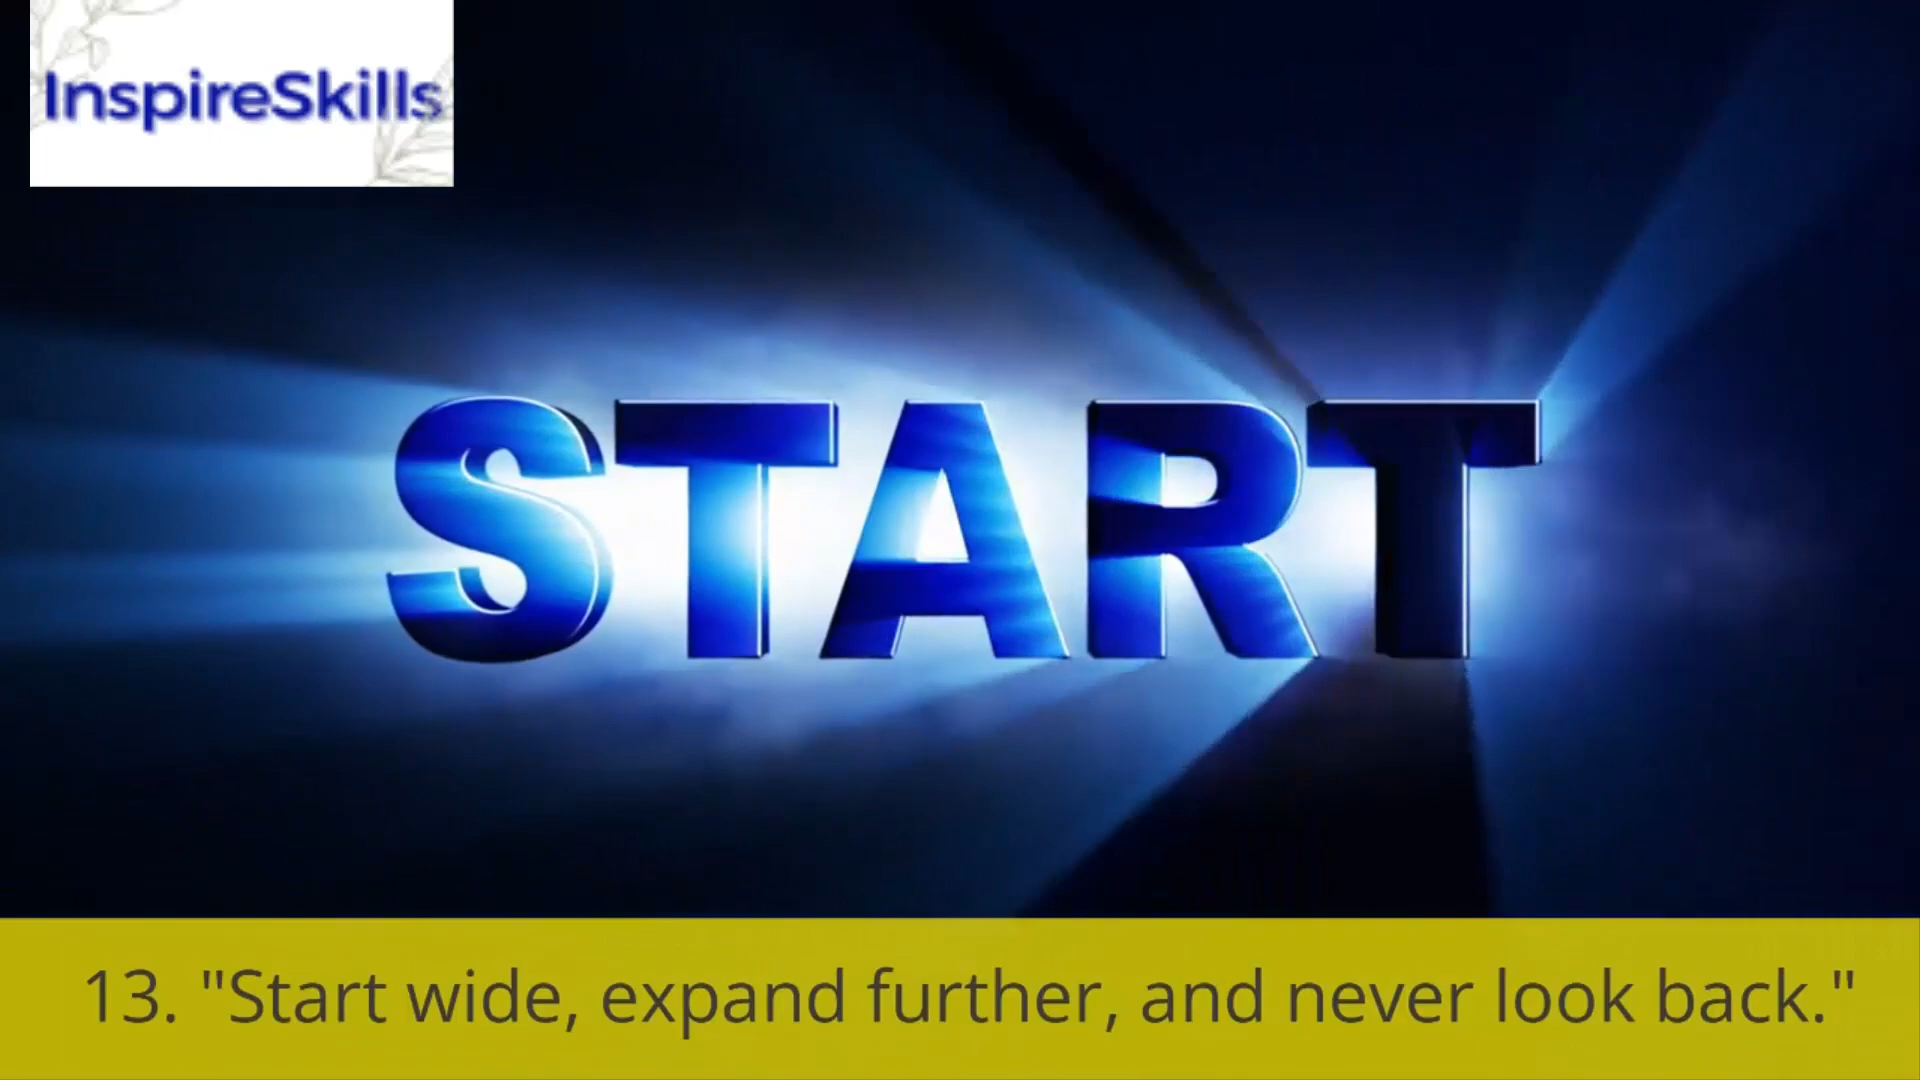 InspireSkills
START
13. "Start wide, expand further, and never look back."